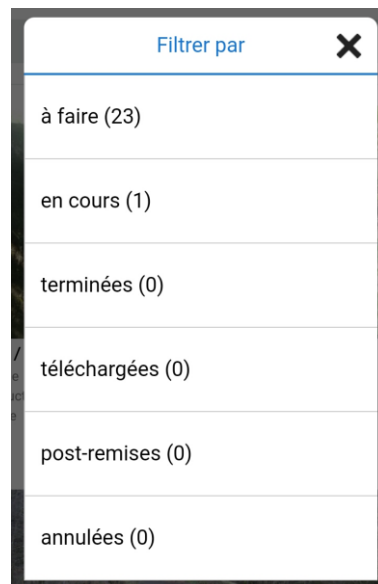 Filtrer par
à faire (23)
en cours (1)
terminées (0)
téléchargées (0)
post-remises (0)
annulées (0)